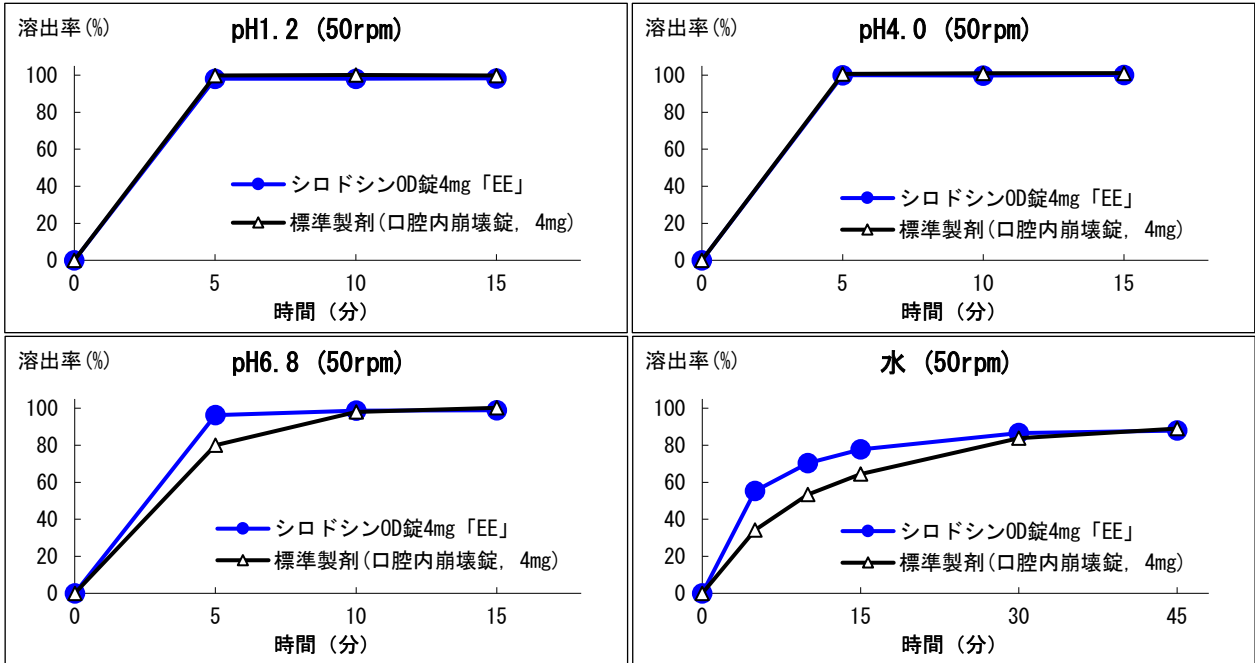 溶出率(%)
pH1.2 (50rpm)
100
80
60
40
20
0
シロドシンOD錠4mg「EE」
標準製剤(口腔内崩壊錠, 4mg)
0 5 10 15
時間（分）
溶出率(%)
pH4.0 (50rpm)
100
80
60
40
20
0
シロドシンOD錠4mg「EE」
標準製剤(口腔内崩壊錠, 4mg)
0 5 10 15
時間（分）
溶出率(%)
pH6.8 (50rpm)
100
80
60
40
20
0
シロドシンOD錠4mg「EE」
標準製剤(口腔内崩壊錠, 4mg)
0 5 10 15
時間（分）
溶出率(%)
水 (50rpm)
100
80
60
40
20
0
シロドシンOD錠4mg「EE」
標準製剤(口腔内崩壊錠, 4mg)
0 15 30 45
時間（分）